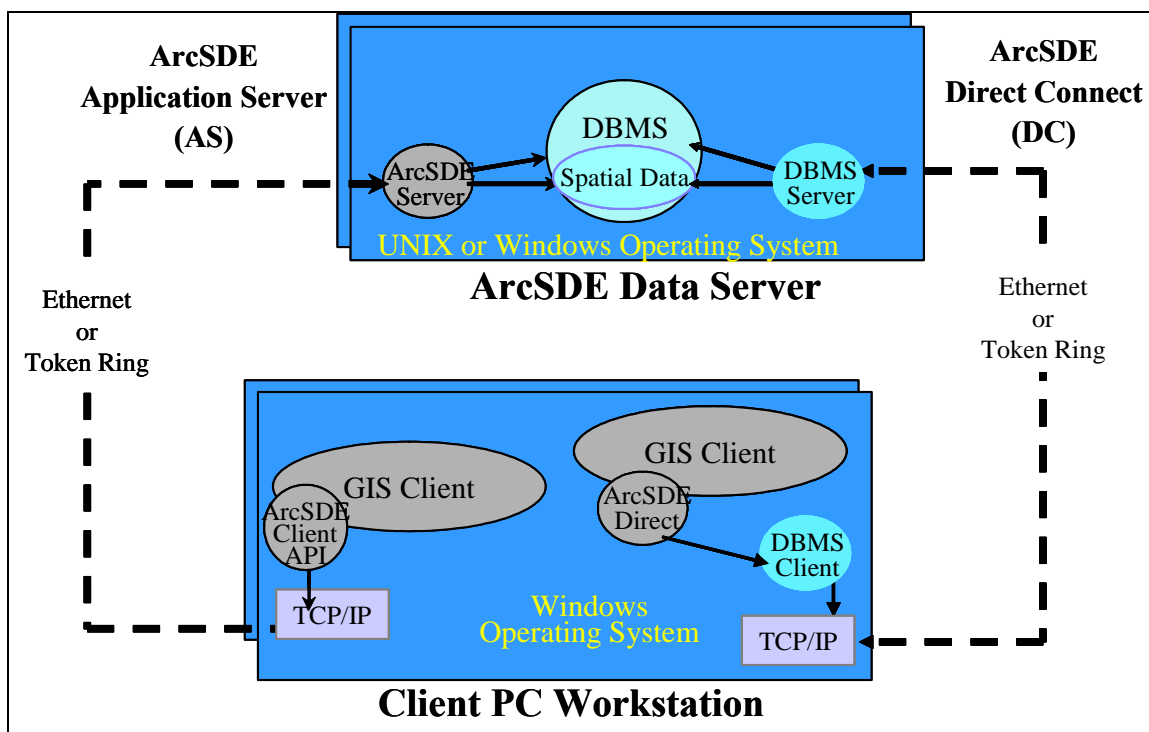 ArcSDE
Application Server
(AS)
ArcSDE
Direct Connect
(DC)
DBMS
Spatial Data
ArcSDE
Server
DBMS
Server
UNIX or Windows Operating System
ArcSDE Data Server
Ethernet
or
Token Ring
Ethernet
or
Token Ring
GIS Client
ArcSDE
Client
API
TCP/IP
GIS Client
ArcSDE
Direct
DBMS
Client
TCP/IP
Windows
Operating System
Client PC Workstation